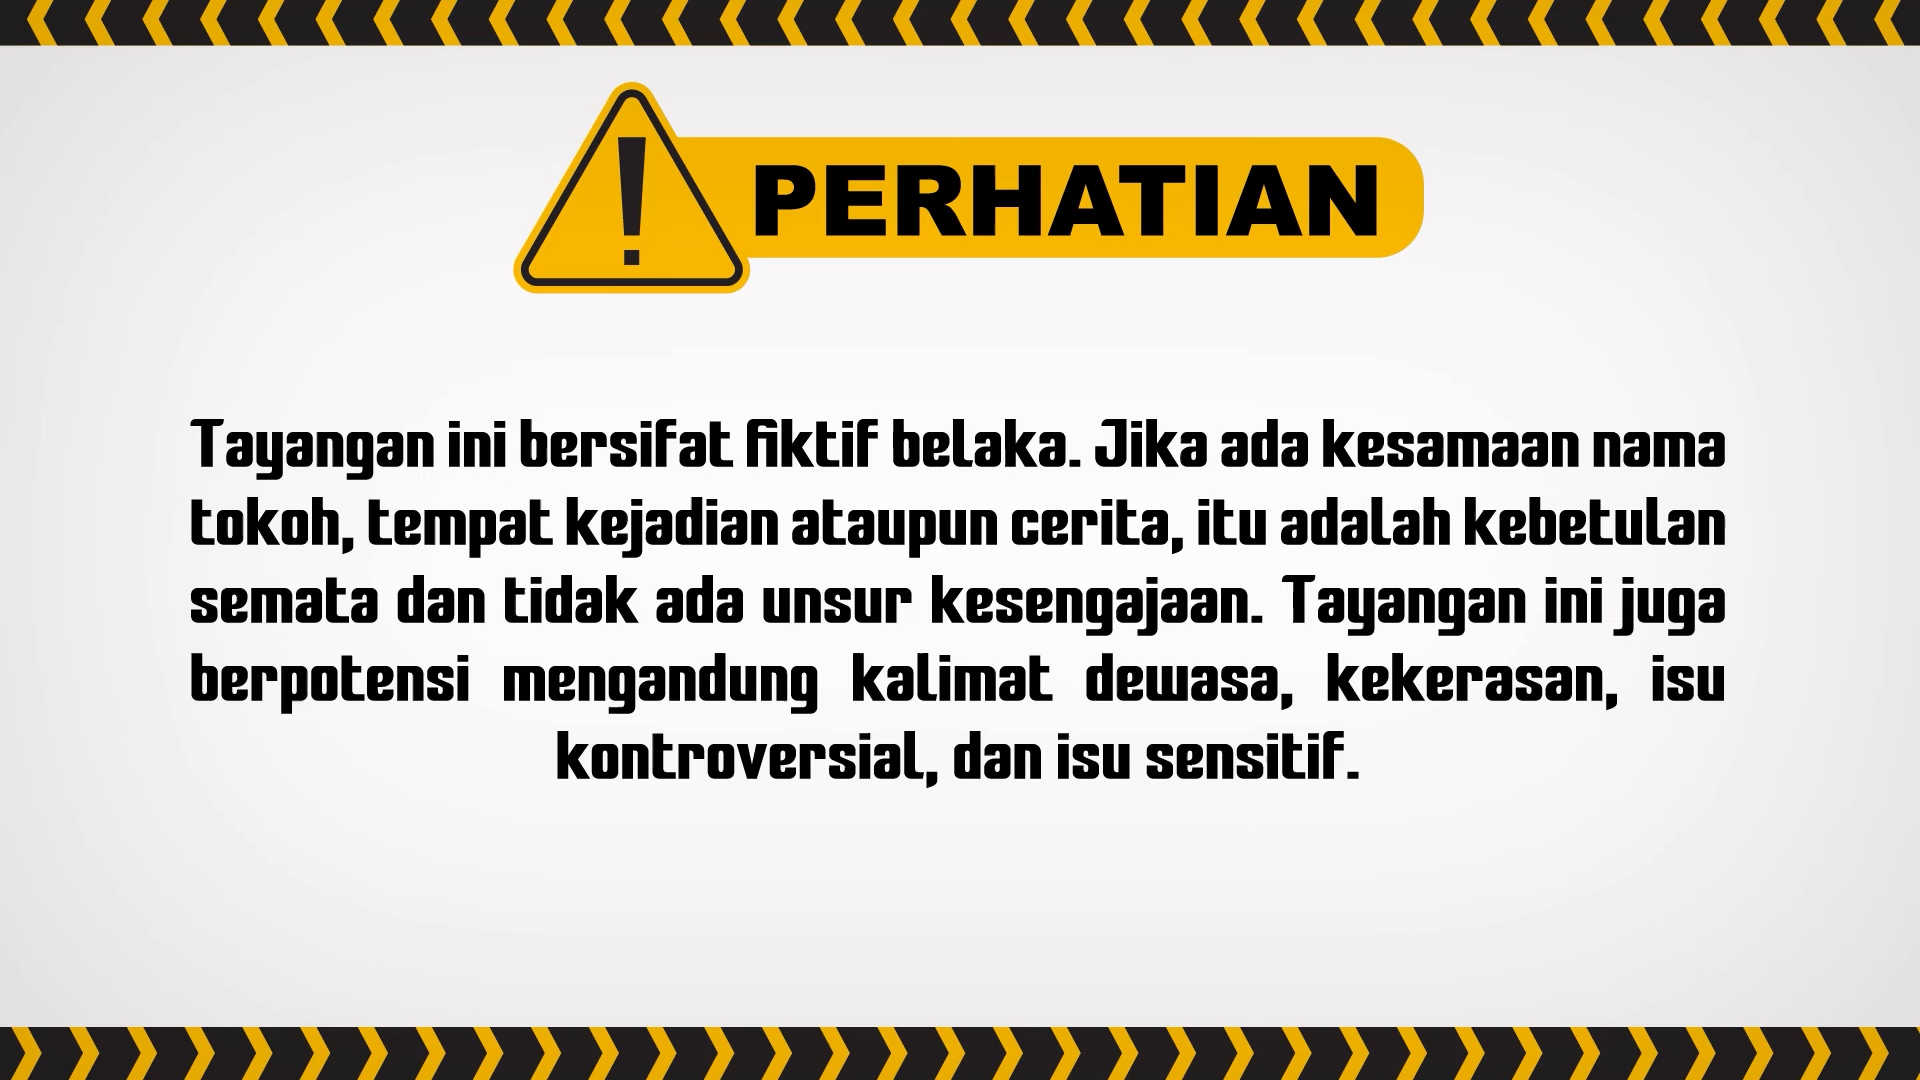 !
PERHATIAN
Tayangan ini bersifat fiktif belaka. Jika ada kesamaan nama
tokoh, tempat kejadian ataupun cerita, itu adalah kebetulan
semata dan tidak ada unsur kesengajaan. Tayangan ini juga
berpotensi mengandung kalimat dewasa, kekerasan, isu
kontroversial, dan isu sensitif.